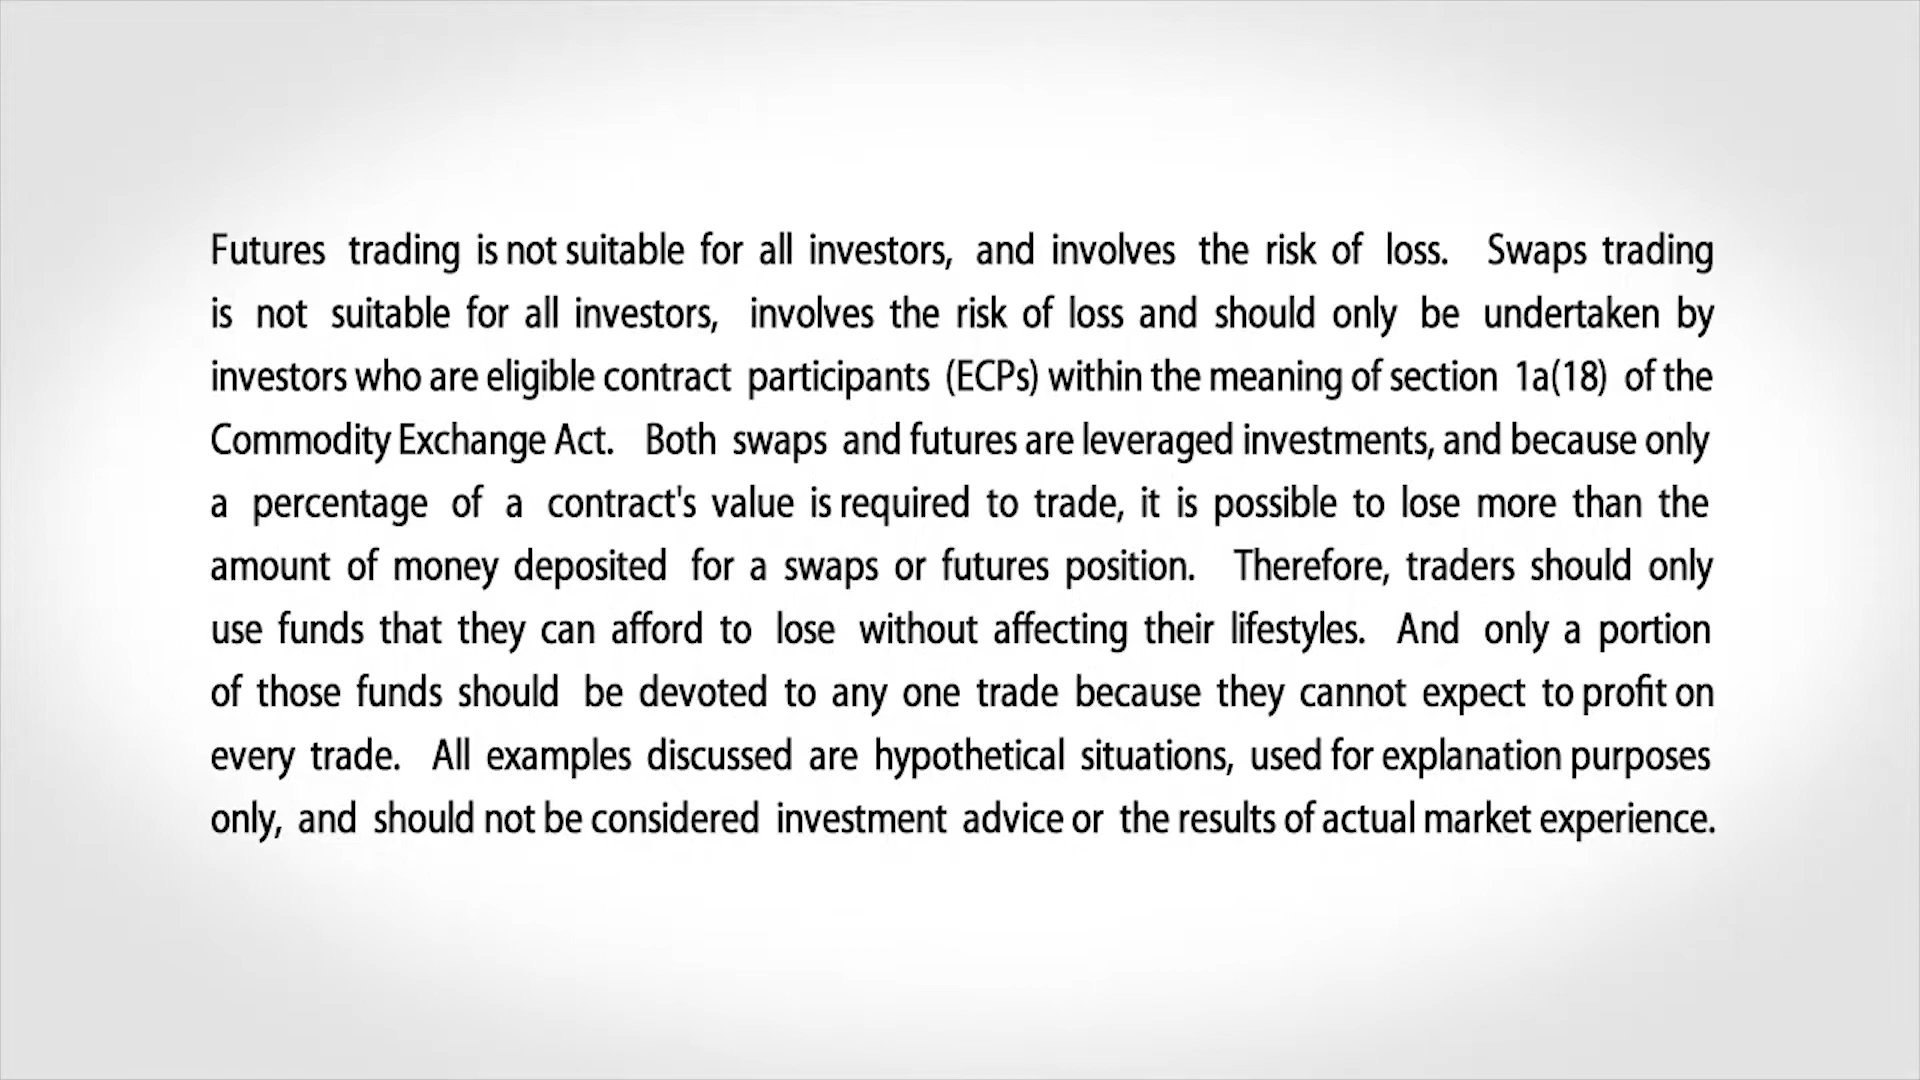 Futures trading is not suitable for all investors, and involves the risk of loss. Swaps trading
is not suitable for all investors, involves the risk of loss and should only be undertaken by
investors who are eligible contract participants (ECPs) within the meaning of section 1a(18) of the
Commodity Exchange Act. Both swaps and futures are leveraged investments, and because only
a percentage of a contract's value is required to trade, it is possible to lose more than the
amount of money deposited for a swaps or futures position. Therefore, traders should only
use funds that they can afford to lose without affecting their lifestyles. And only a portion
of those funds should be devoted to any one trade because they cannot expect to profit on
every trade. All examples discussed are hypothetical situations, used for explanation purposes
only, and should not be considered investment advice or the results of actual market experience.